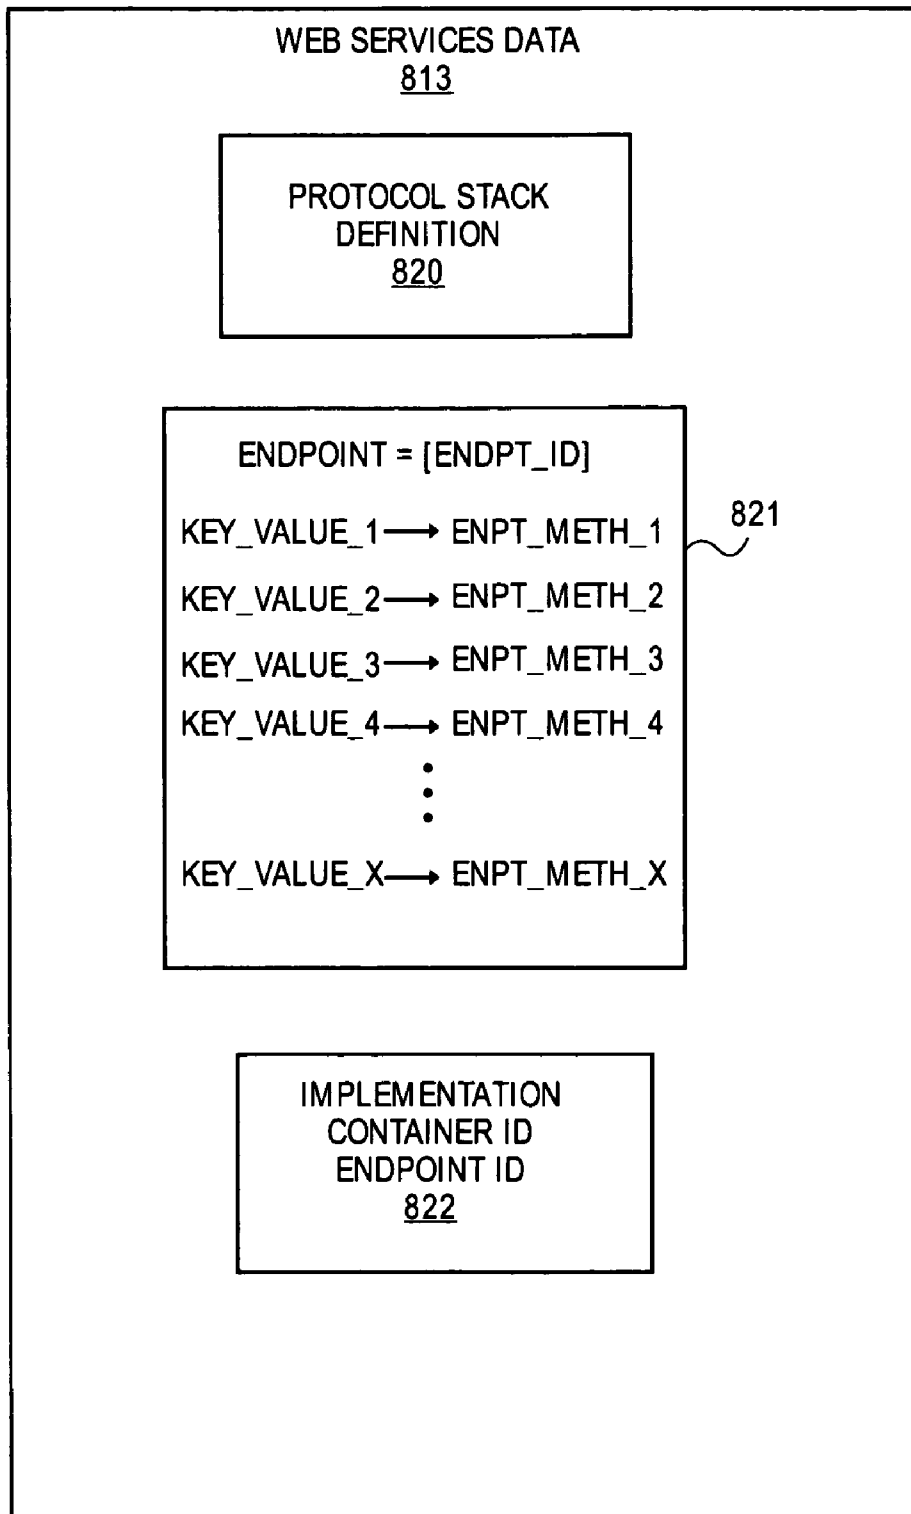 WEB SERVICES DATA
813
PROTOCOL STACK
DEFINITION
820
ENDPOINT = [ENDPT_ID]
KEY_VALUE_1 → ENPT_METH_1
821
KEY_VALUE_2 → ENPT_METH_2
KEY_VALUE_3 → ENPT_METH_3
KEY_VALUE_4 → ENPT_METH_4
KEY_VALUE_X → ENPT_METH_X
IMPLEMENTATION
CONTAINER ID
ENDPOINT ID
822